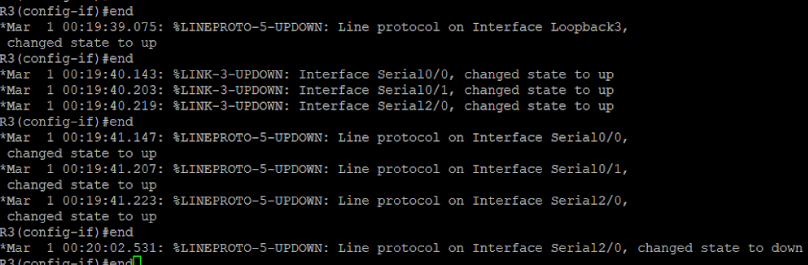 R3(config-if)#end
*Mar  1 00:19:39.075: %LINEPROTO-5-UPDOWN: Line protocol on Interface Loopback3,
 changed state to up
R3(config-if)#end
*Mar  1 00:19:40.143: %LINK-3-UPDOWN: Interface Serial0/0, changed state to up
*Mar  1 00:19:40.203: %LINK-3-UPDOWN: Interface Serial0/1, changed state to up
*Mar  1 00:19:40.219: %LINK-3-UPDOWN: Interface Serial2/0, changed state to up
R3(config-if)#end
*Mar  1 00:19:41.147: %LINEPROTO-5-UPDOWN: Line protocol on Interface Serial0/0,
 changed state to up
*Mar  1 00:19:41.207: %LINEPROTO-5-UPDOWN: Line protocol on Interface Serial0/1,
 changed state to up
*Mar  1 00:19:41.223: %LINEPROTO-5-UPDOWN: Line protocol on Interface Serial2/0,
 changed state to up
R3(config-if)#end
*Mar  1 00:20:02.531: %LINEPROTO-5-UPDOWN: Line protocol on Interface Serial2/0, changed state to down
R3(config-if)#end